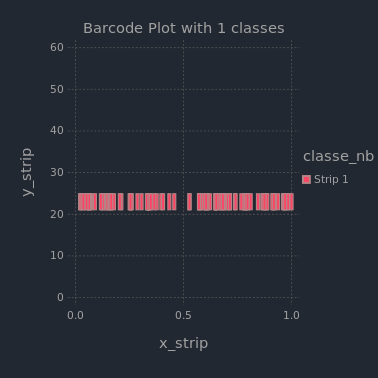 Barcode Plot with 1 classes
60
50
40
30
20
10
0
y_strip
0.0
0.5
1.0
x_strip
classe_nb
Strip 1